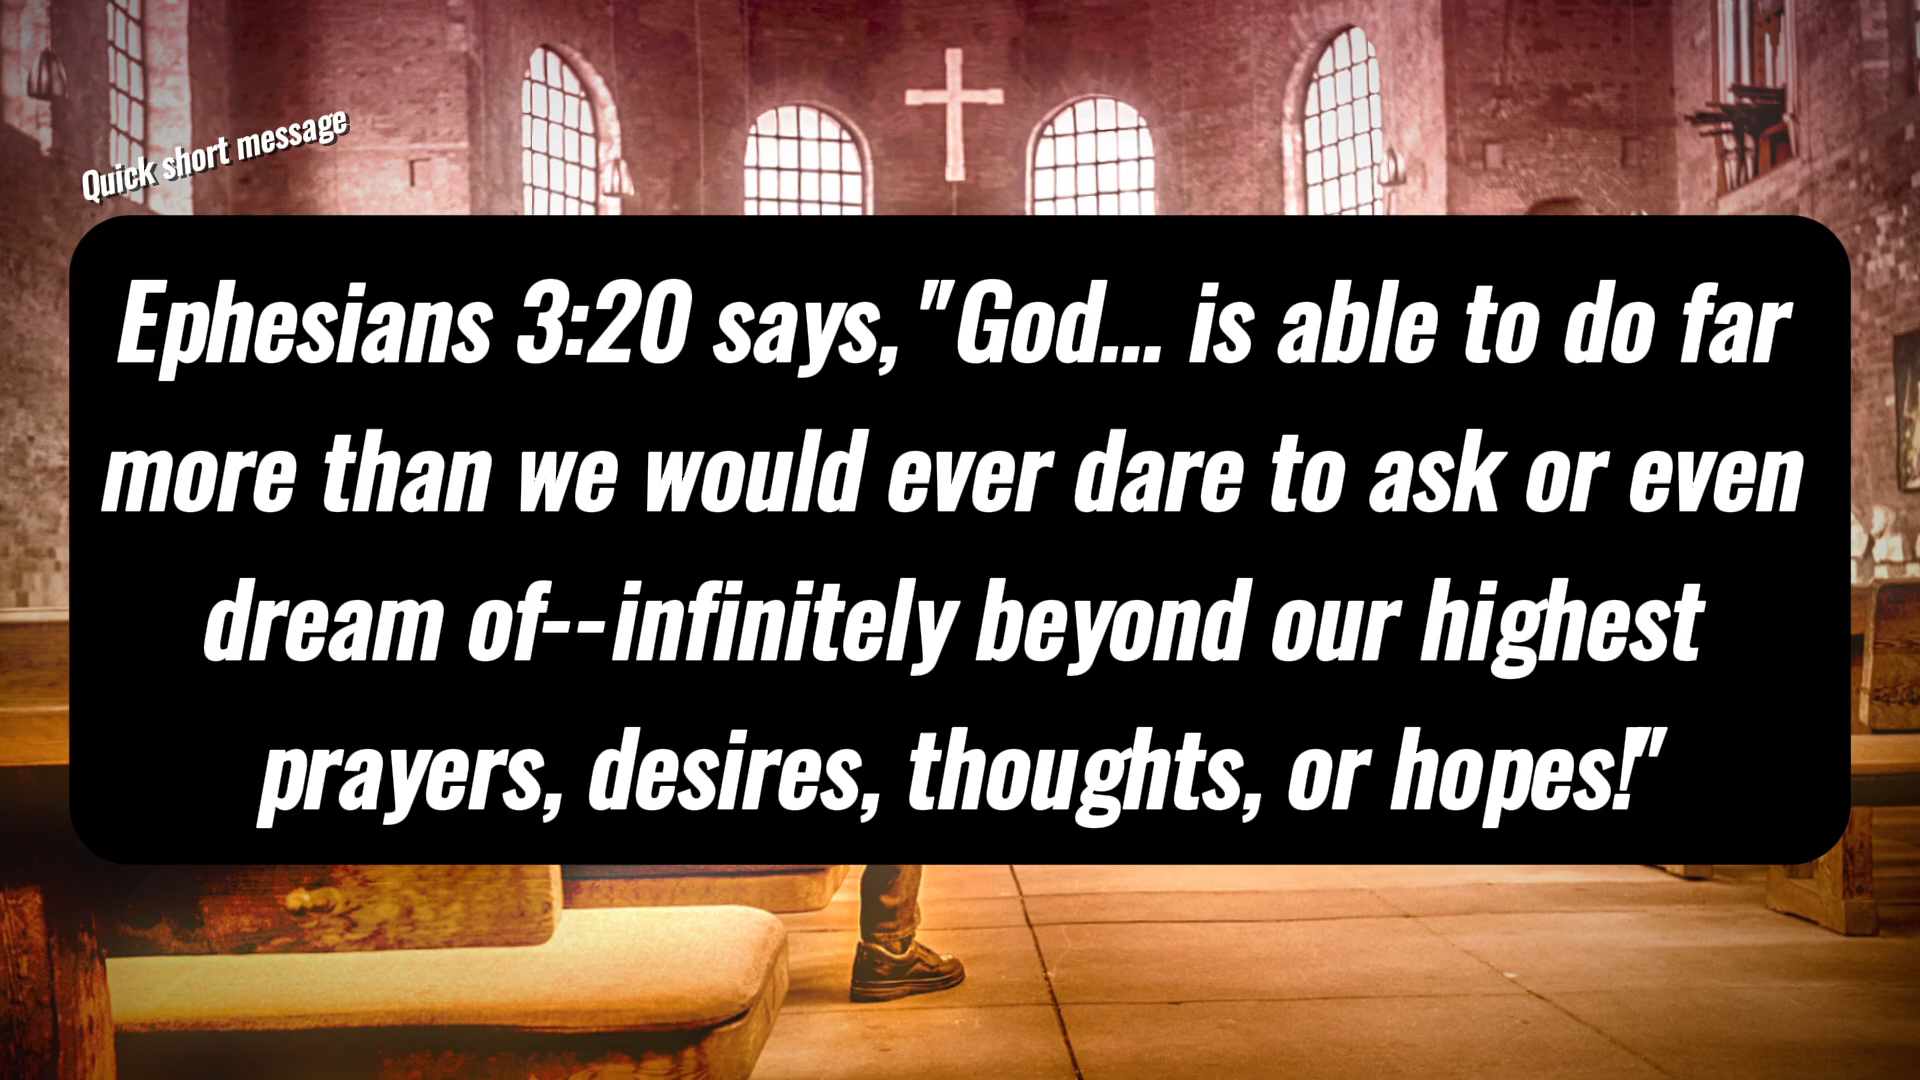 Quick short message
Ephesians 3:20 says, "God... is able to do far
more than we would ever dare to ask or even
dream of--infinitely beyond our highest
prayers, desires, thoughts, or hopes!"